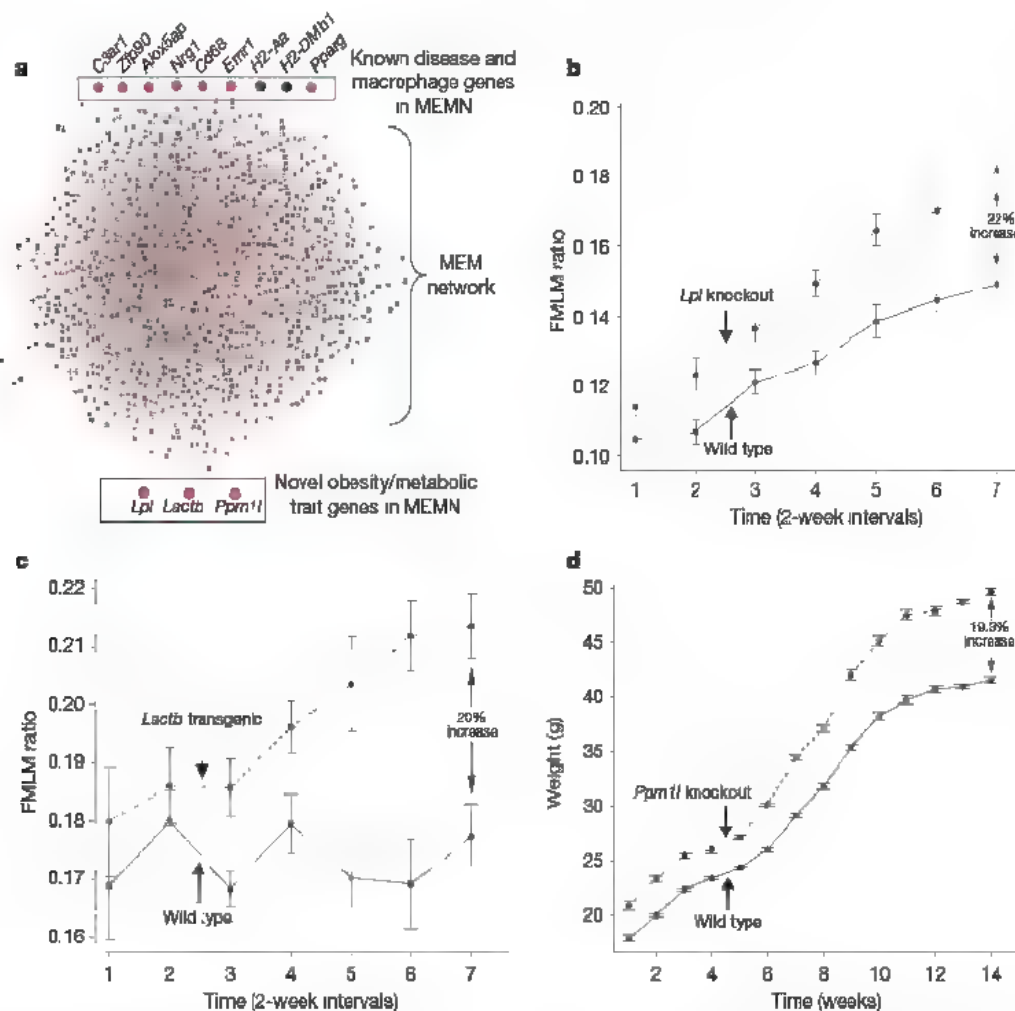 a
C3ar1
Zfp90
Alox5ap
Nrg1
Cd68
Emr1
H2-Aa
H2-DMb1
Pparg
Known disease and
macrophage genes
in MEMN
MEM
network
Lpl Lactb Ppm1l
Novel obesity/metabolic
trait genes in MEMN
b
0.20
0.18
0.16
0.14
0.12
0.10
FMLM ratio
Lpl knockout
Wild type
22%
increase
1 2 3 4 5 6 7
Time (2-week intervals)
c
0.22
0.21
0.20
0.19
0.18
0.17
0.16
FMLM ratio
Lactb transgenic
Wild type
20%
increase
1 2 3 4 5 6 7
Time (2-week intervals)
d
50
45
40
35
30
25
20
Weight (g)
Ppm1l knockout
Wild type
19.3%
increase
2 4 6 8 10 12 14
Time (weeks)